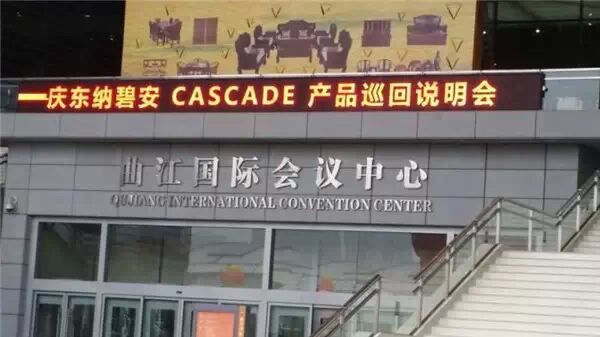 一庆东纳碧安 CASCADE 产品巡回说明会
曲江国际会议中心
QUJIANG INTERNATIONAL CONVENTION CENTER